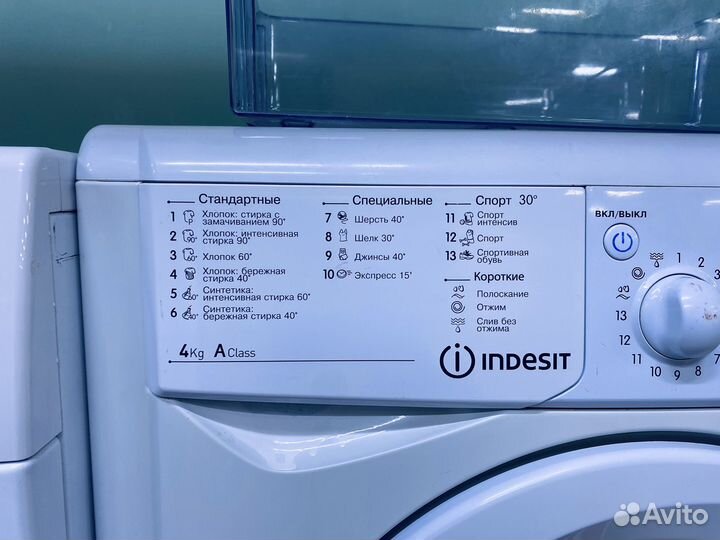 Стандартные
1 Хлопок: стирка с
замачиванием 90°
2 Хлопок: интенсивная
стирка 90°
3 Хлопок 60°
4 Хлопок: бережная
стирка 40°
5 Синтетика:
интенсивная стирка 60°
6 Синтетика:
бережная стирка 40°
Специальные
7 Шерсть 40°
8 Шелк 30°
9 Джинсы 40°
10 Экспресс 15'
Спорт 30°
11 Спорт
интенсив
12 Спорт
13 Спортивная
обувь
Короткие
Полоскание
Отжим
Слив без
отжима
4Kg A Class
INDESIT
ВКЛ/ВЫКЛ
1
2
3
7
8
9
10
11
12
13
Avito